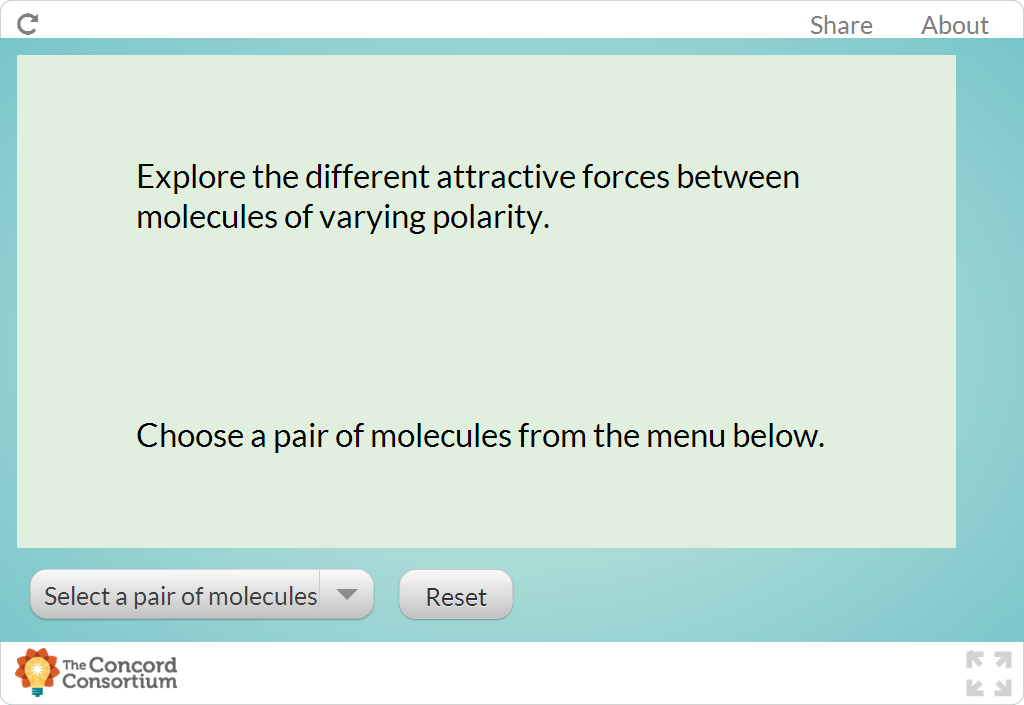 Share About
Explore the different attractive forces between
molecules of varying polarity.
Choose a pair of molecules from the menu below.
Select a pair of molecules
Reset
The Concord
Consortium